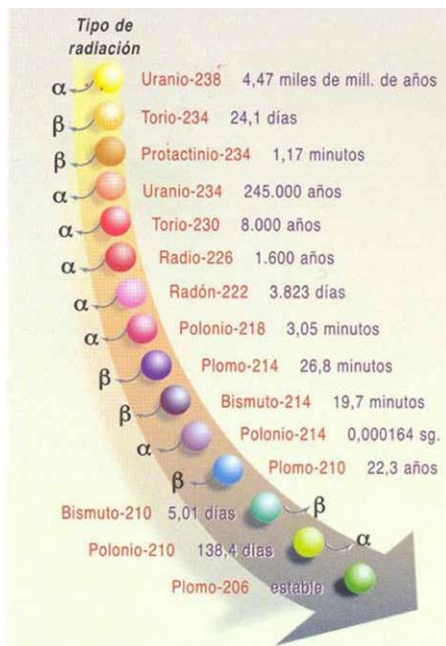 Tipo de
radiación
α Uranio-238 4,47 miles de mill. de años
β Torio-234 24,1 días
β Protactinio-234 1,17 minutos
α Uranio-234 245.000 años
α Torio-230 8.000 años
α Radio-226 1.600 años
α Radón-222 3.823 días
α Polonio-218 3,05 minutos
β Plomo-214 26,8 minutos
β Bismuto-214 19,7 minutos
α Polonio-214 0,000164 sg.
β Plomo-210 22,3 años
Bismuto-210 5,01 días β
Polonio-210 138,4 días α
Plomo-206 estable